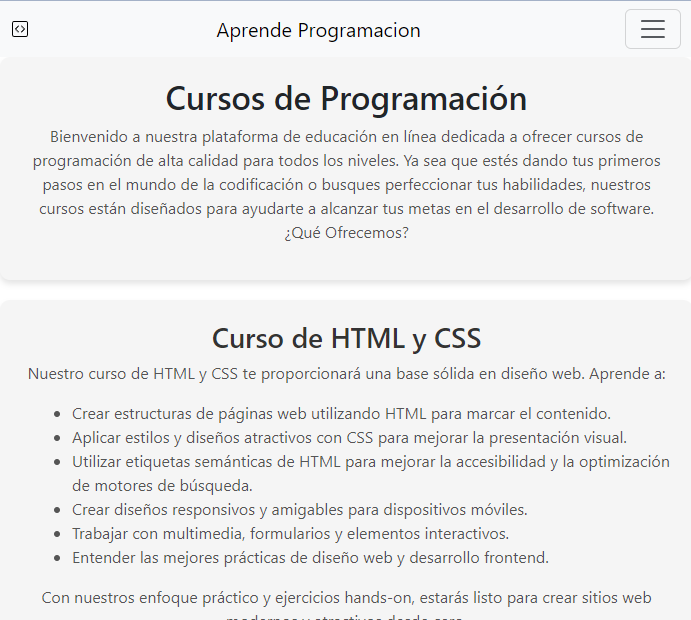 Aprende Programacion
Cursos de Programación
Bienvenido a nuestra plataforma de educación en línea dedicada a ofrecer cursos de
programación de alta calidad para todos los niveles. Ya sea que estés dando tus primeros
pasos en el mundo de la codificación o busques perfeccionar tus habilidades, nuestros
cursos están diseñados para ayudarte a alcanzar tus metas en el desarrollo de software.
¿Qué Ofrecemos?
Curso de HTML y CSS
Nuestro curso de HTML y CSS te proporcionará una base sólida en diseño web. Aprende a:
• Crear estructuras de páginas web utilizando HTML para marcar el contenido.
• Aplicar estilos y diseños atractivos con CSS para mejorar la presentación visual.
• Utilizar etiquetas semánticas de HTML para mejorar la accesibilidad y la optimización
de motores de búsqueda.
• Crear diseños responsivos y amigables para dispositivos móviles.
• Trabajar con multimedia, formularios y elementos interactivos.
• Entender las mejores prácticas de diseño web y desarrollo frontend.
Con nuestros enfoque práctico y ejercicios hands-on, estarás listo para crear sitios web
modernos y atractivos desde cero